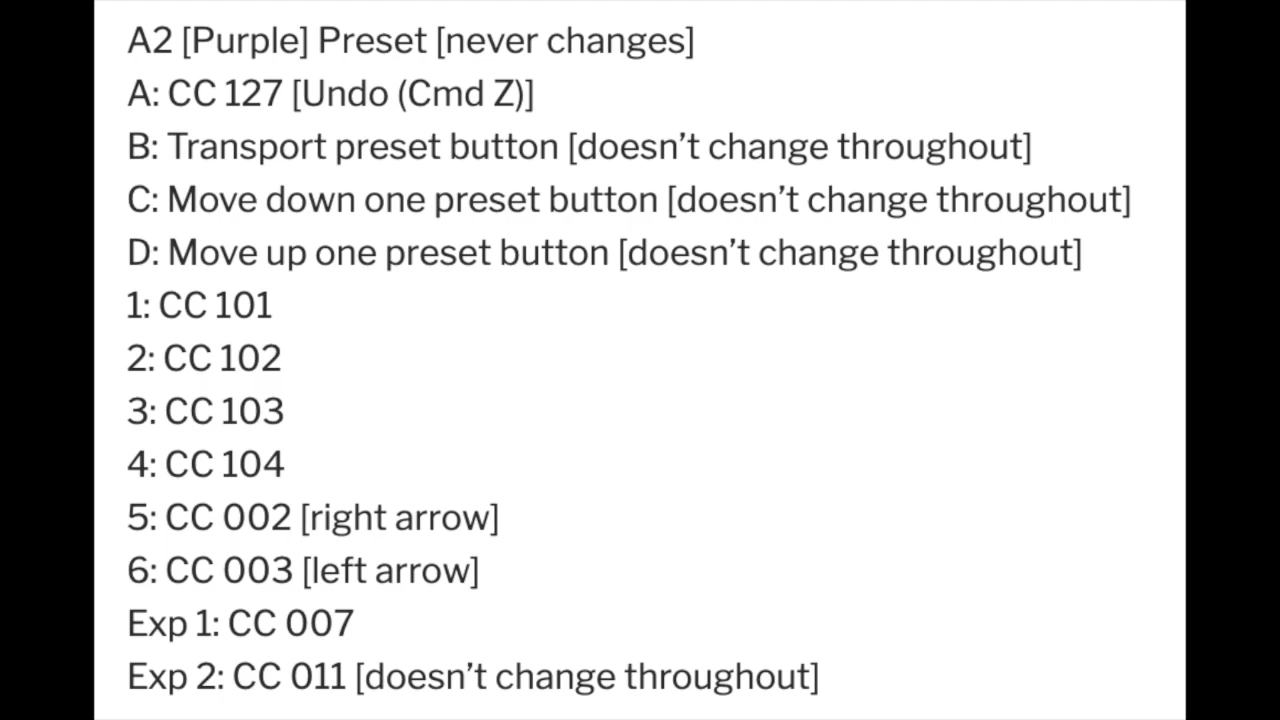 A2 [Purple] Preset [never changes]
A: CC 127 [Undo (Cmd Z)]
B: Transport preset button [doesn’t change throughout]
C: Move down one preset button [doesn’t change throughout]
D: Move up one preset button [doesn’t change throughout]
1: CC 101
2: CC 102
3: CC 103
4: CC 104
5: CC 002 [right arrow]
6: CC 003 [left arrow]
Exp 1: CC 007
Exp 2: CC 011 [doesn’t change throughout]